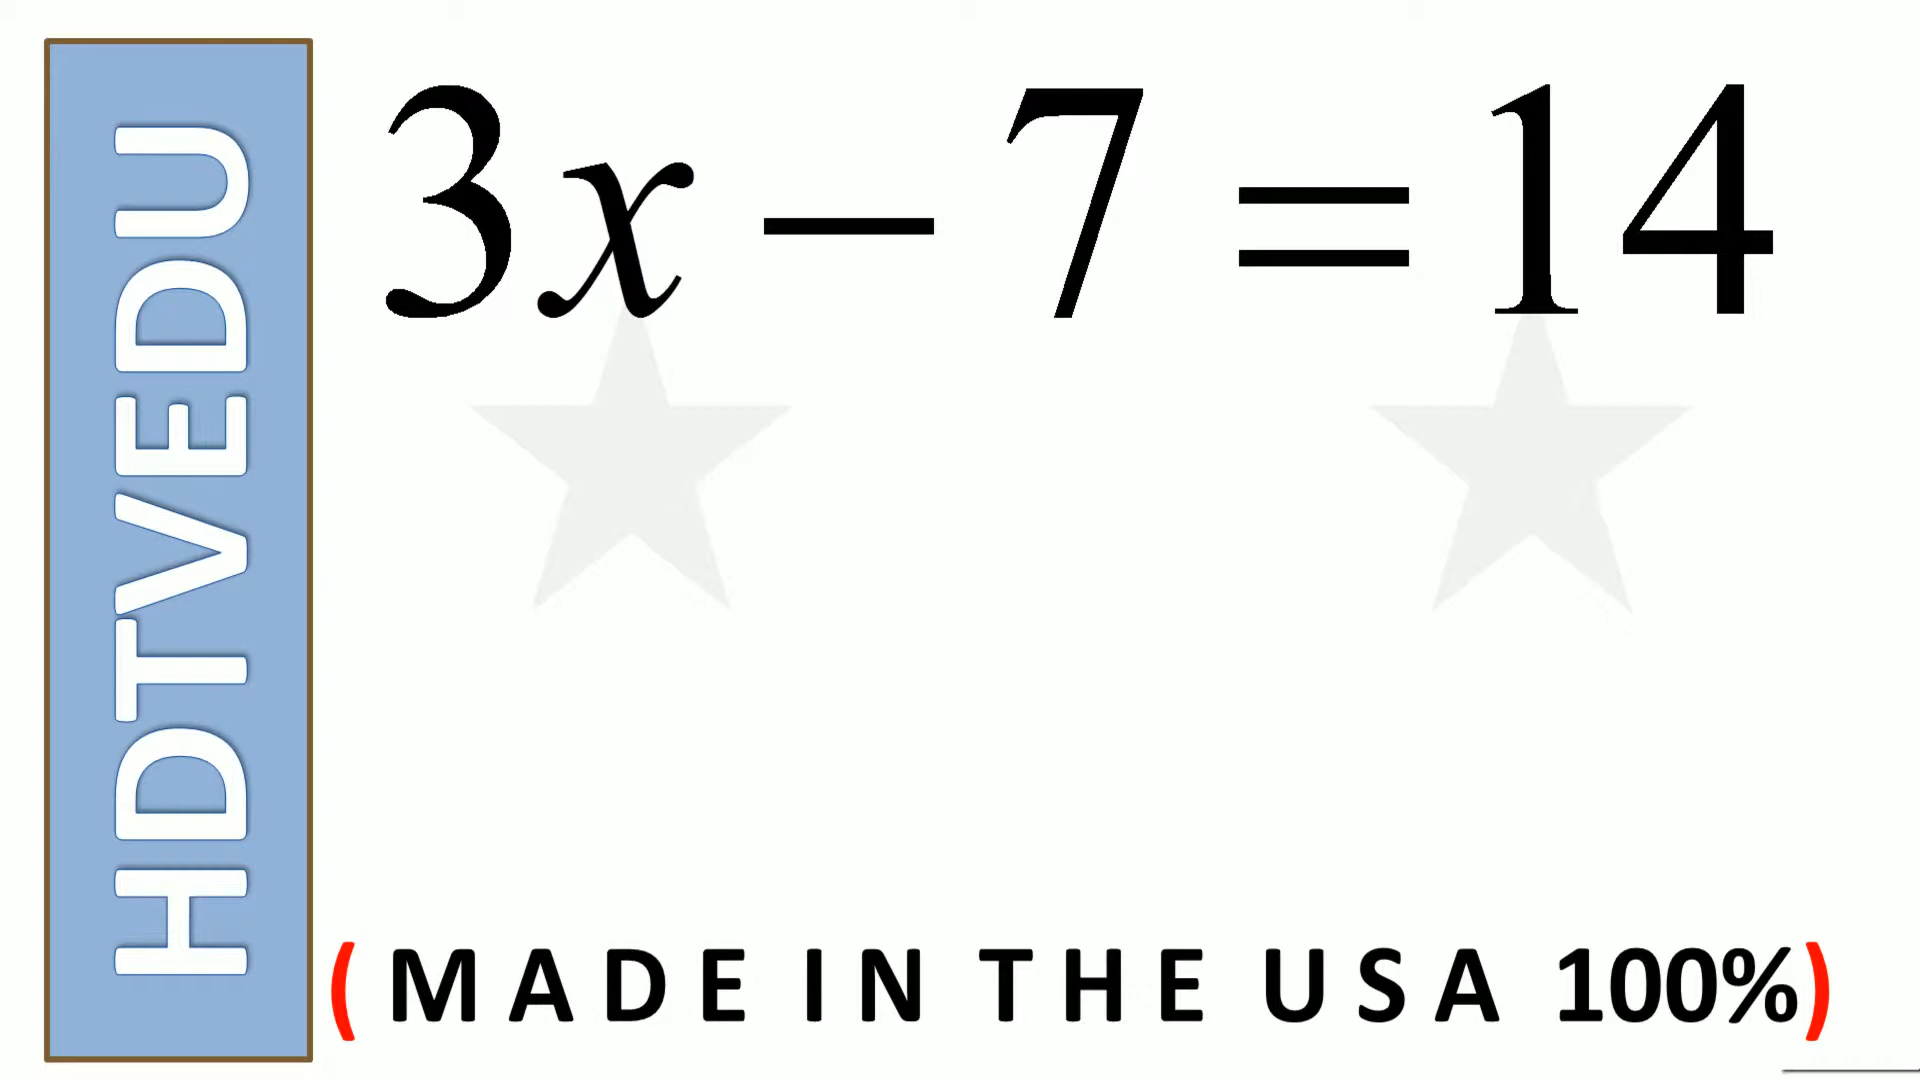 HDTVEDU
3x − 7 = 14
( MADE IN THE USA 100%)